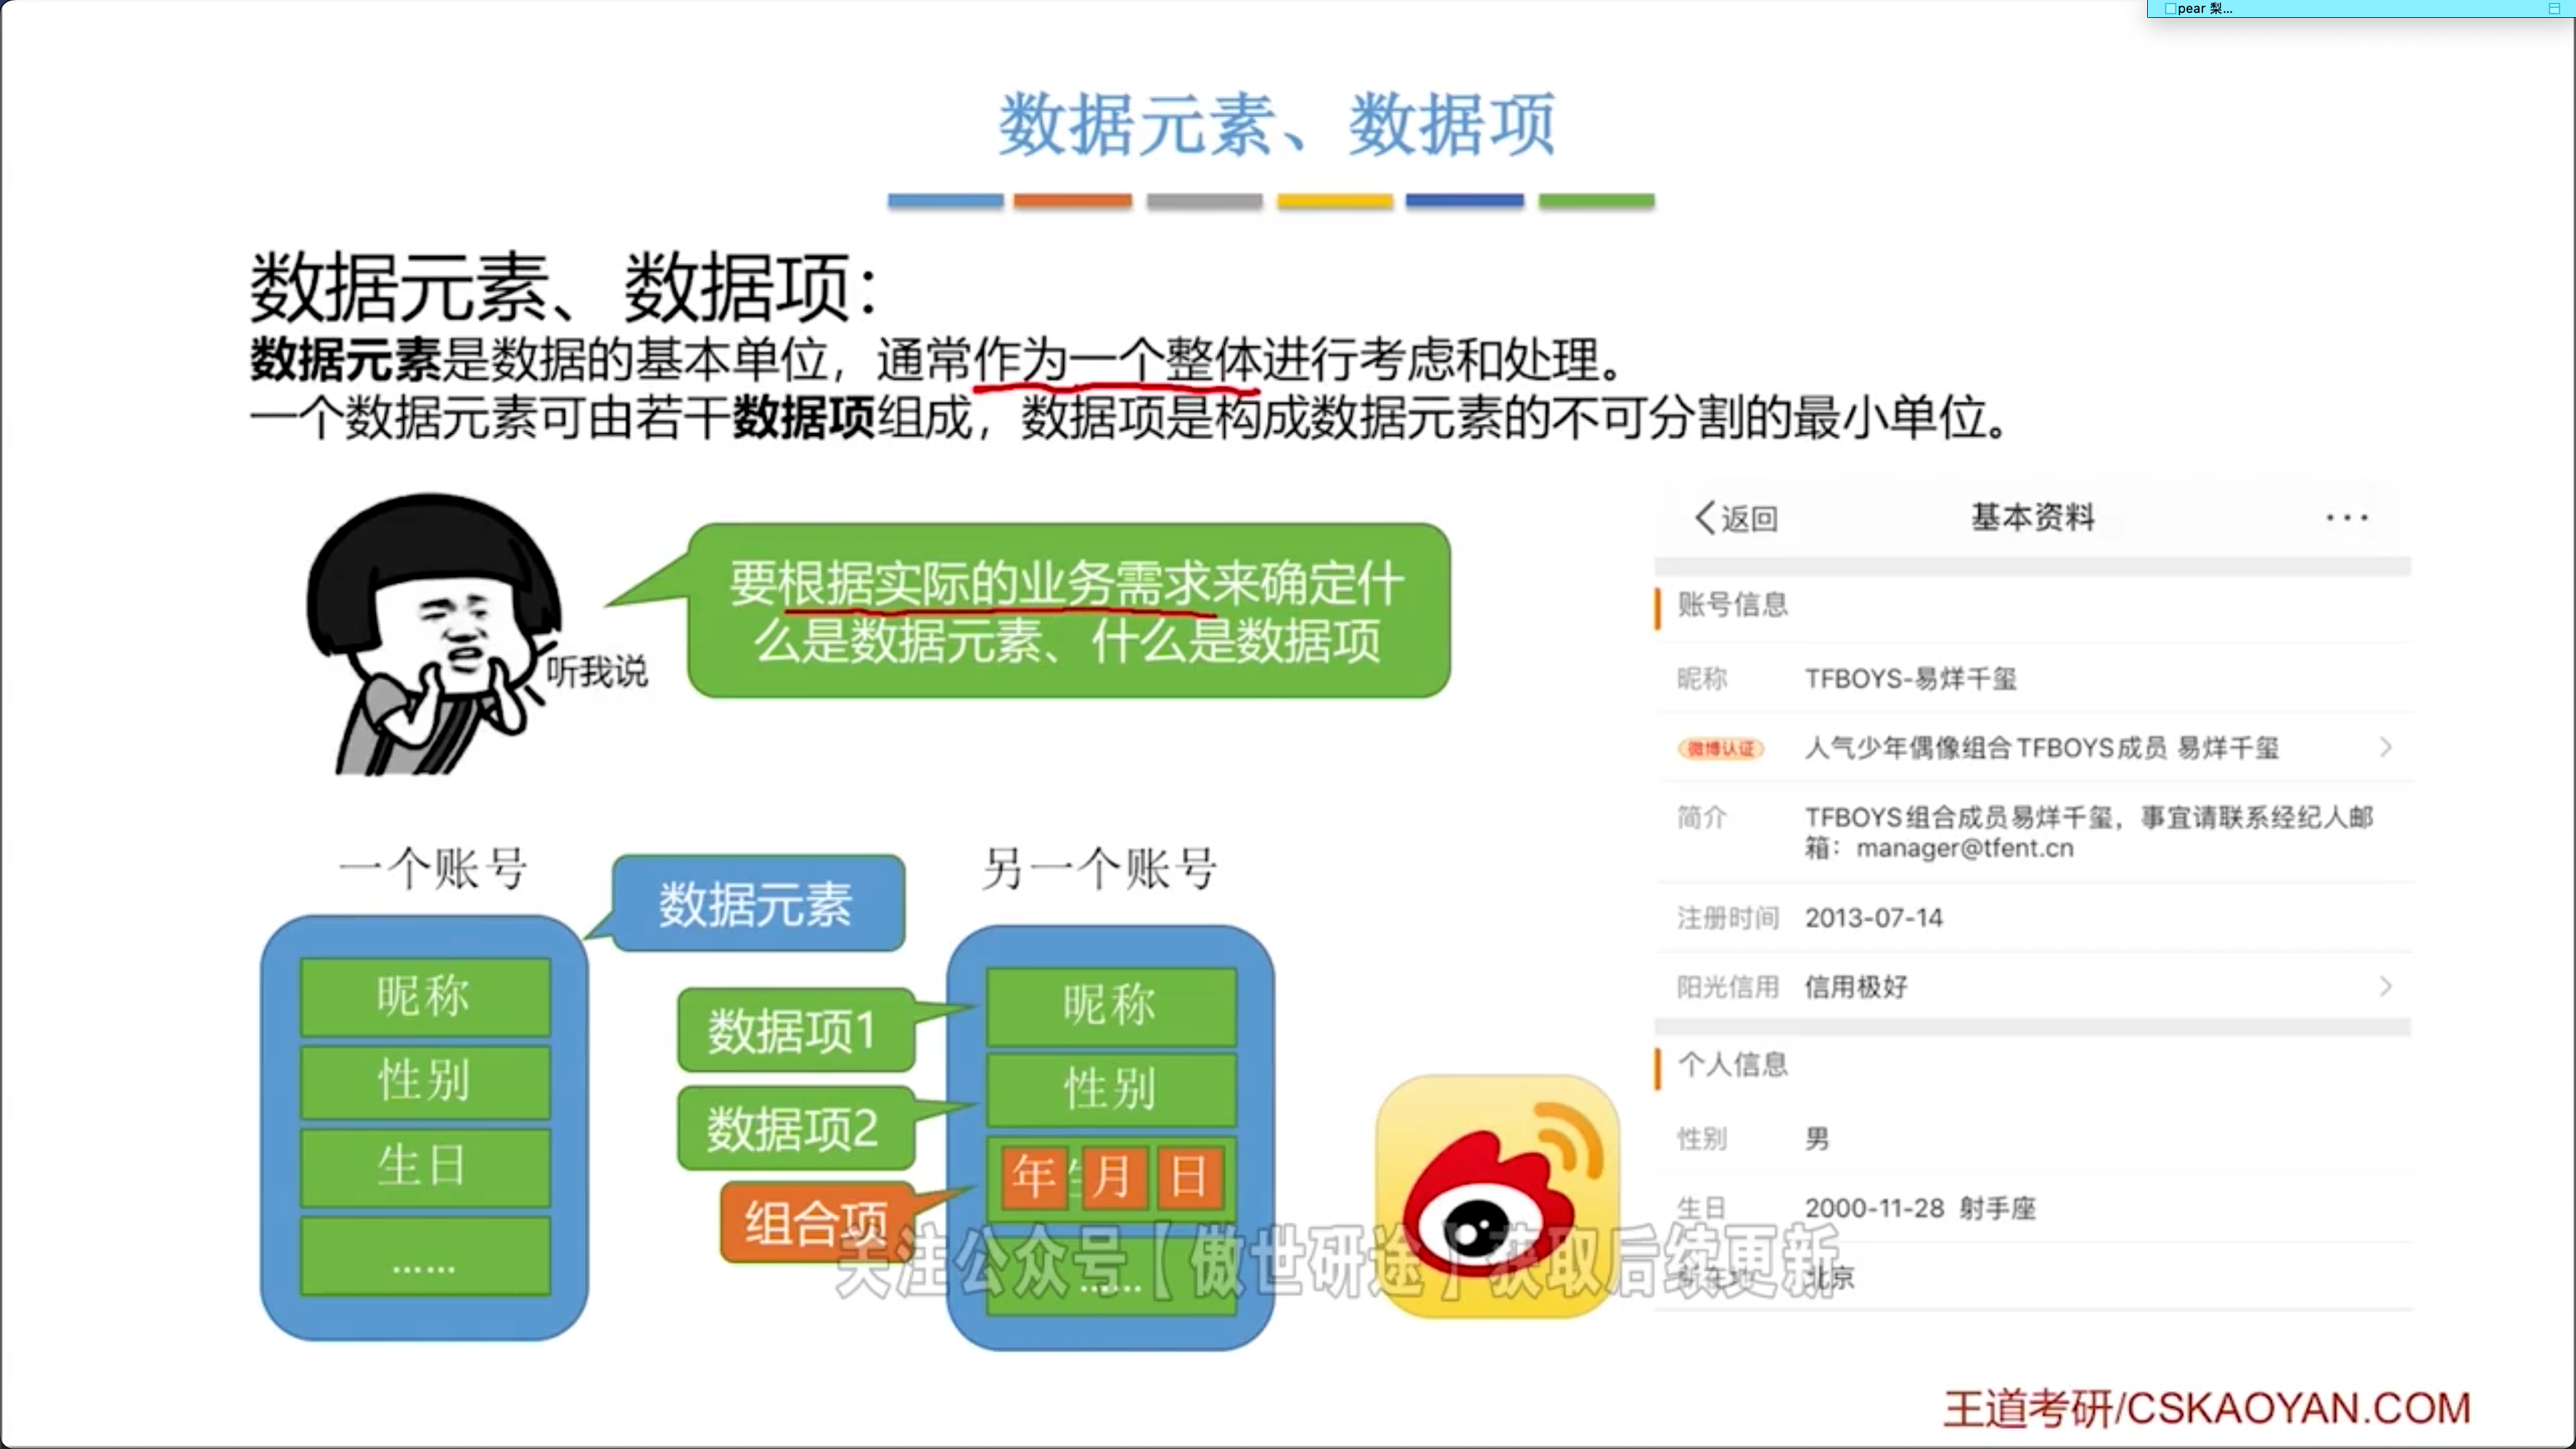 pear 梨...
数据元素、数据项
数据元素、数据项：
数据元素是数据的基本单位，通常作为一个整体进行考虑和处理。
一个数据元素可由若干数据项组成，数据项是构成数据元素的不可分割的最小单位。
听我说
要根据实际的业务需求来确定什
么是数据元素、什么是数据项
一个账号
数据元素
昵称
性别
生日
......
另一个账号
数据项1
数据项2
组合项
昵称
性别
年 月 日
......
返回 基本资料 ···
账号信息
昵称 TFBOYS-易烊千玺
微博认证 人气少年偶像组合TFBOYS成员 易烊千玺
简介 TFBOYS组合成员易烊千玺，事宜请联系经纪人邮
箱：manager@tfent.cn
注册时间 2013-07-14
阳光信用 信用极好
个人信息
性别 男
生日 2000-11-28 射手座
北京
关注公众号【傲世研途】获取后续更新
王道考研/CSKAOYAN.COM